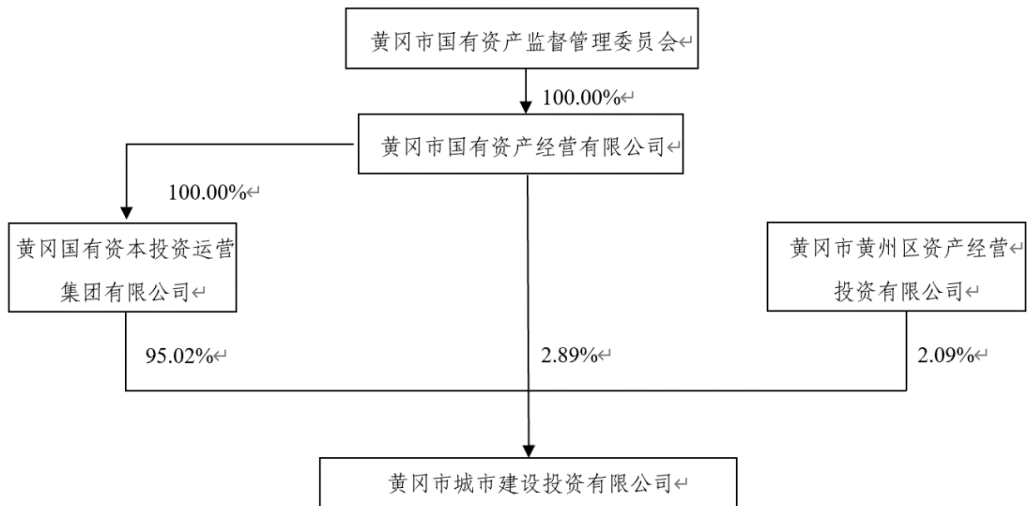 黄冈市国有资产监督管理委员会↵
100.00%↵
黄冈市国有资产经营有限公司↵
100.00%↵
黄冈国有资本投资运营
集团有限公司↵
黄冈市黄州区资产经营↵
投资有限公司↵
95.02%↵
2.89%↵
2.09%↵
黄冈市城市建设投资有限公司↵